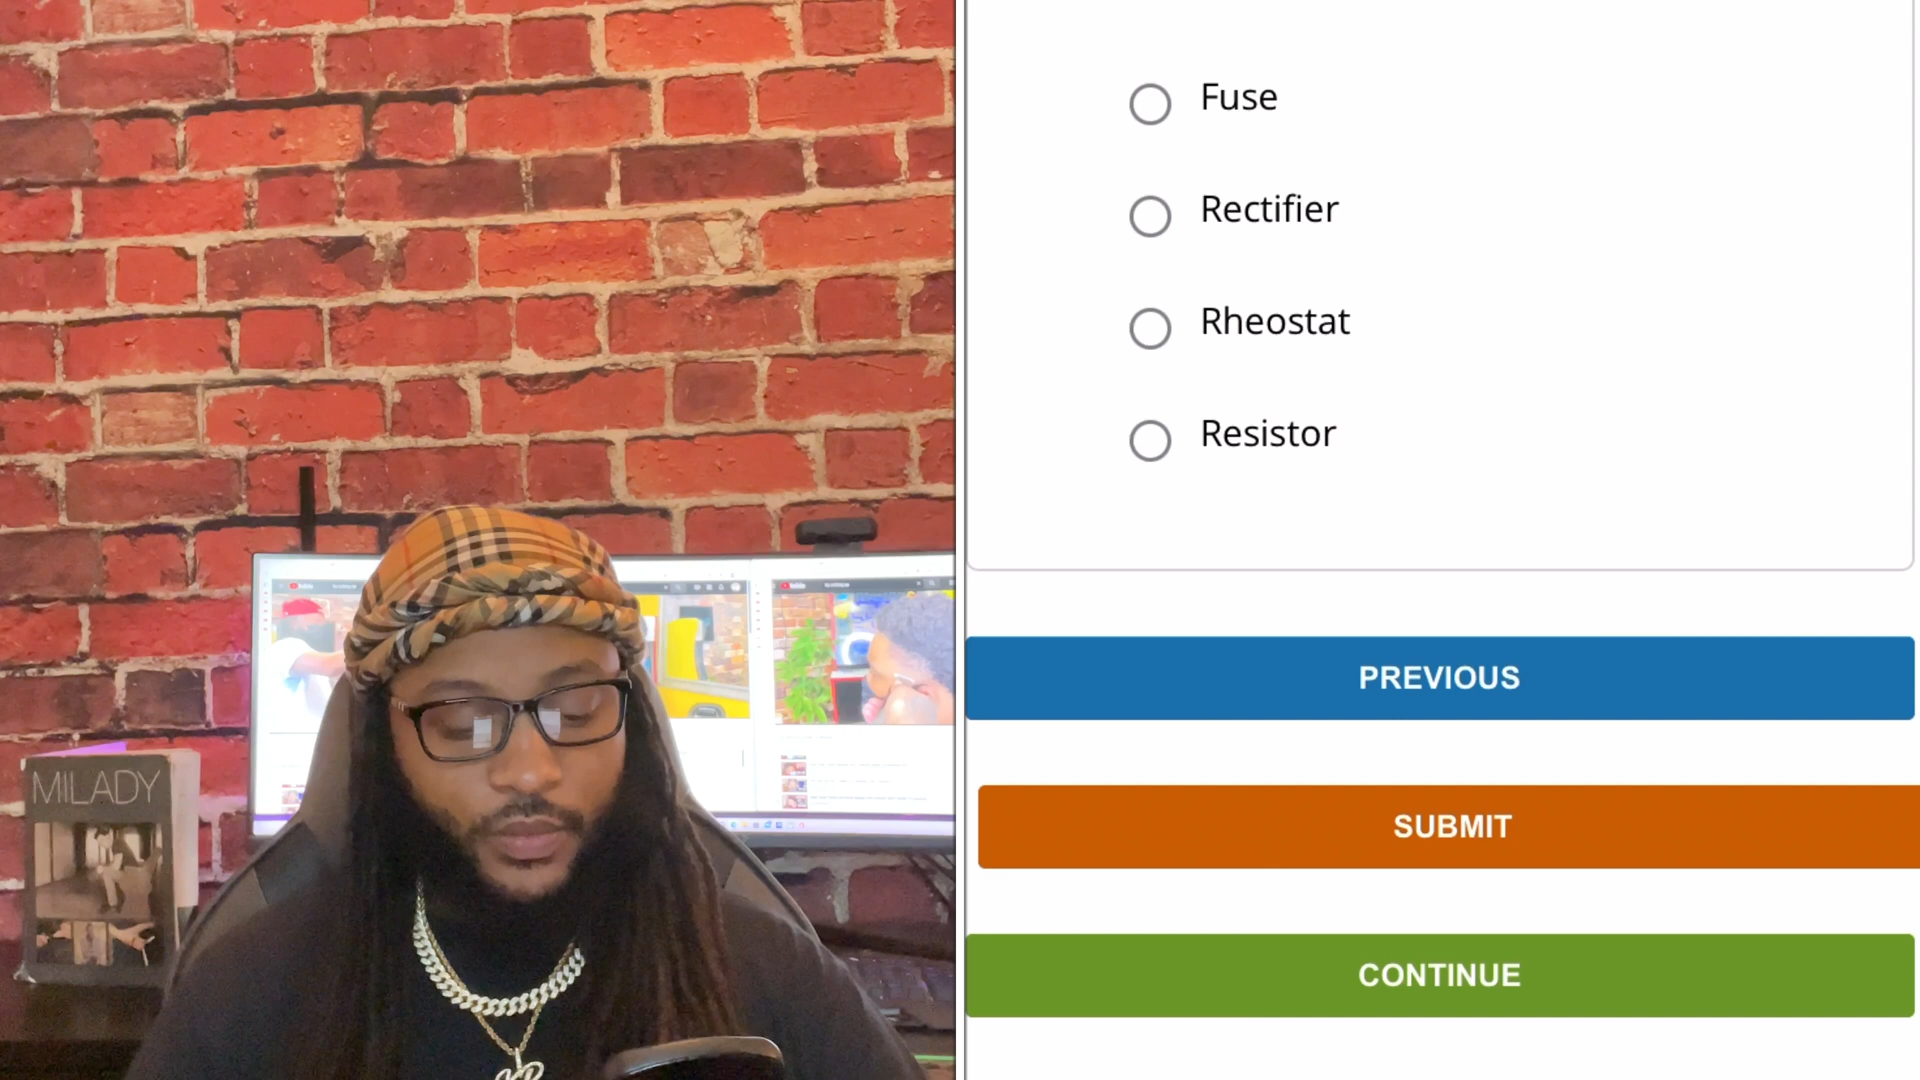 Fuse
Rectifier
Rheostat
Resistor
PREVIOUS
SUBMIT
CONTINUE
MILADY